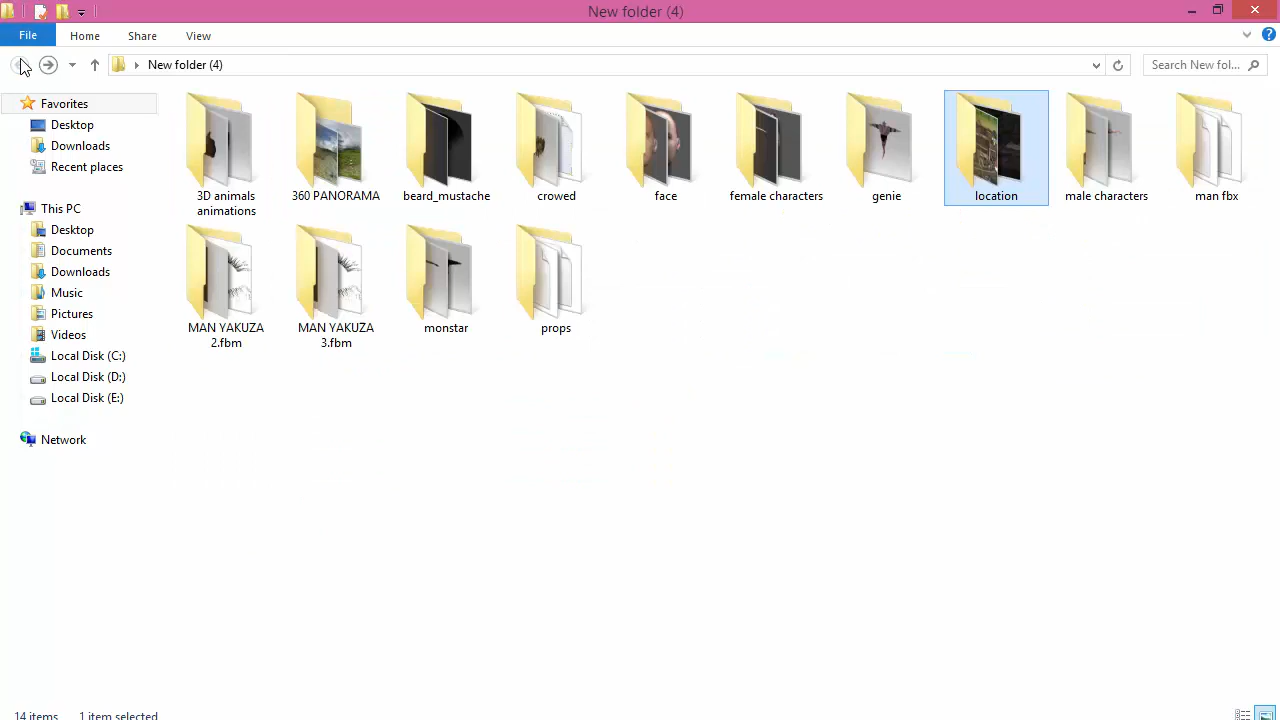 New folder (4)
File
Home
Share
View
New folder (4)
Search New fol...
Favorites
Desktop
Downloads
Recent places
This PC
Desktop
Documents
Downloads
Music
Pictures
Videos
Local Disk (C:)
Local Disk (D:)
Local Disk (E:)
Network
3D animals
animations
360 PANORAMA
beard_mustache
crowed
face
female characters
genie
location
male characters
man fbx
MAN YAKUZA
2.fbm
MAN YAKUZA
3.fbm
monstar
props
14 items
1 item selected